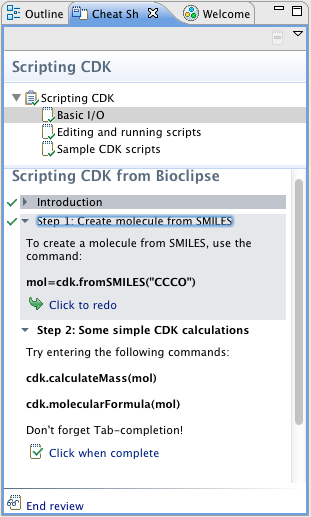 Outline
Cheat Sh
Welcome
Scripting CDK
Scripting CDK
Basic I/O
Editing and running scripts
Sample CDK scripts
Scripting CDK from Bioclipse
Introduction
Step 1: Create molecule from SMILES
To create a molecule from SMILES, use the
command:
mol=cdk.fromSMILES("CCCO")
Click to redo
Step 2: Some simple CDK calculations
Try entering the following commands:
cdk.calculateMass(mol)
cdk.molecularFormula(mol)
Don't forget Tab-completion!
Click when complete
End review